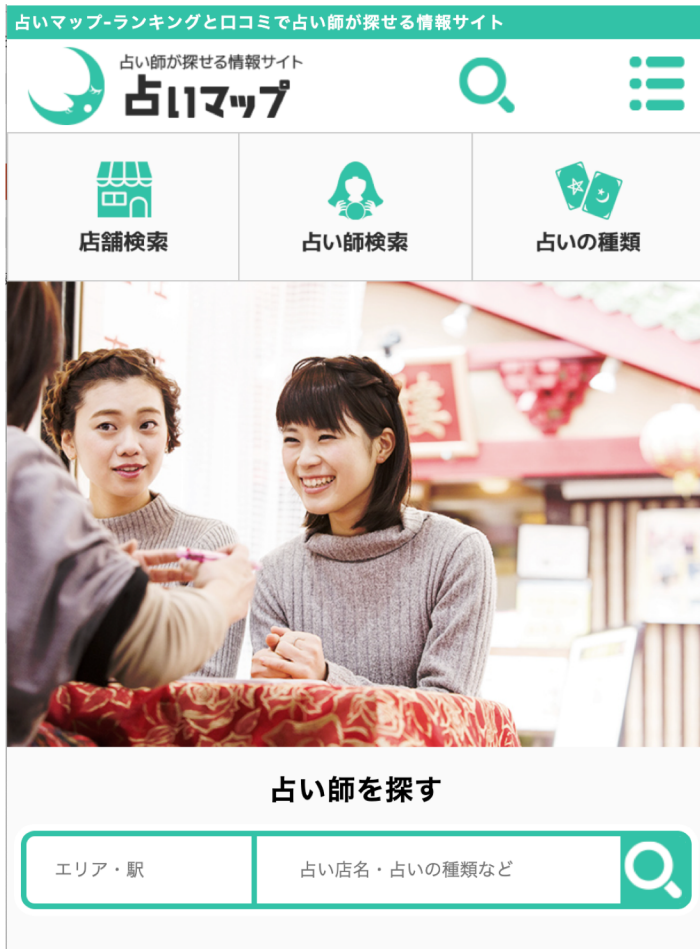 占いマップ-ランキングと口コミで占い師が探せる情報サイト
占い師が探せる情報サイト
占いマップ
店舗検索
占い師検索
占いの種類
占い師を探す
エリア・駅
占い店名・占いの種類など